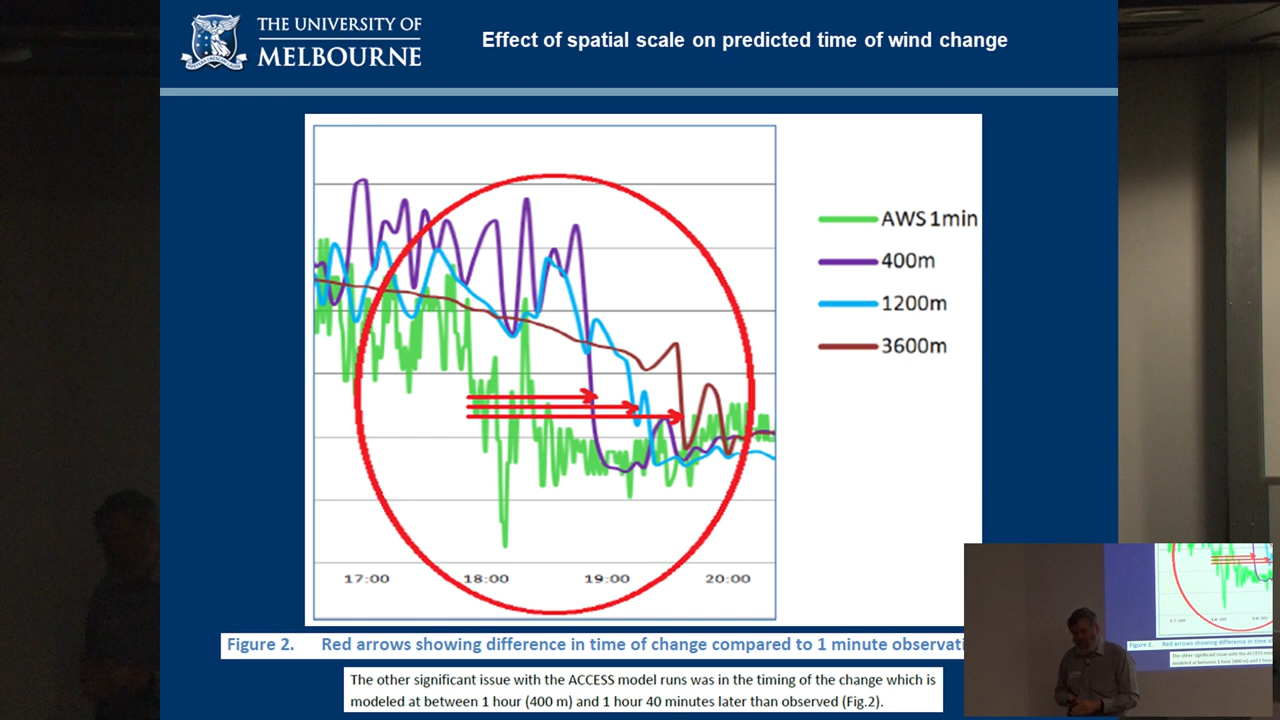 THE UNIVERSITY OF
MELBOURNE
Effect of spatial scale on predicted time of wind change
AWS 1min
400m
1200m
3600m
17:00 18:00 19:00 20:00
Figure 2. Red arrows showing difference in time of change compared to 1 minute observati
The other significant issue with the ACCESS model runs was in the timing of the change which is
modeled at between 1 hour (400 m) and 1 hour 40 minutes later than observed (Fig.2).